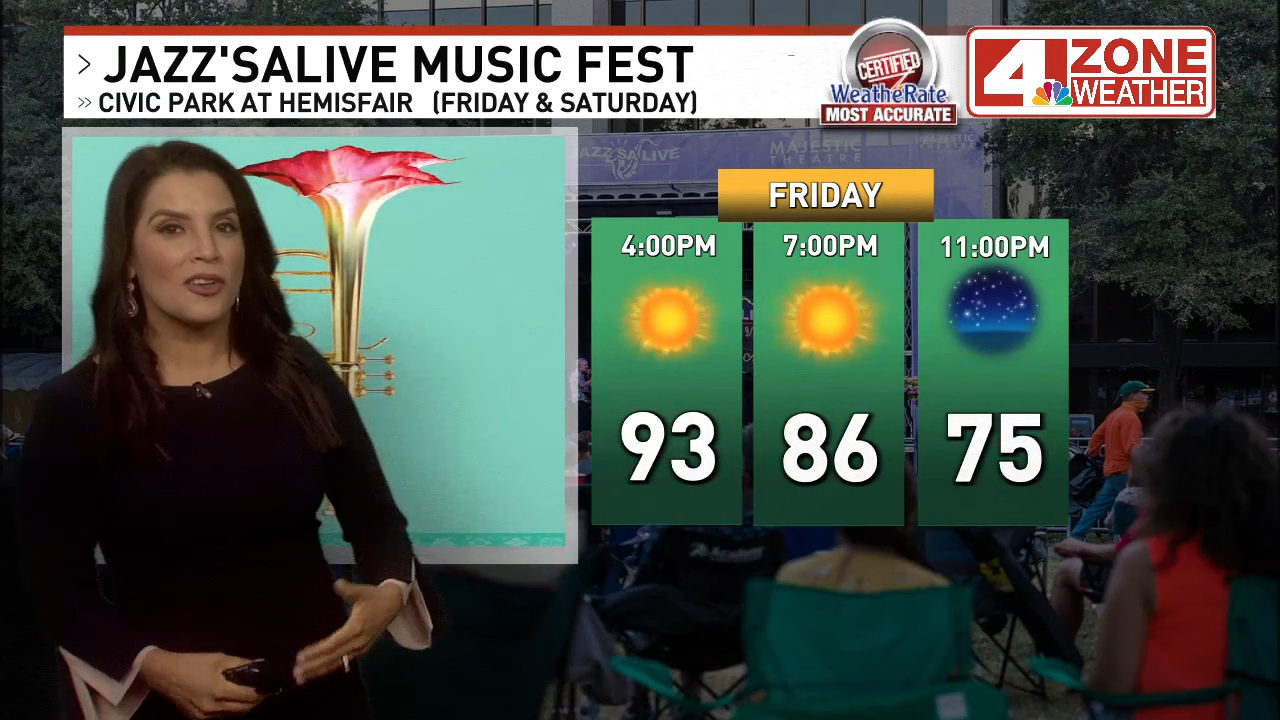 > JAZZ'SALIVE MUSIC FEST
>> CIVIC PARK AT HEMISFAIR (FRIDAY & SATURDAY)
CERTIFIED
WeatheRate
MOST ACCURATE
4 ZONE
WEATHER
JAZZ SALIVE
MAJESTIC
THEATRE
MAJESTIC
FRIDAY
4:00PM 7:00PM 11:00PM
93 86 75